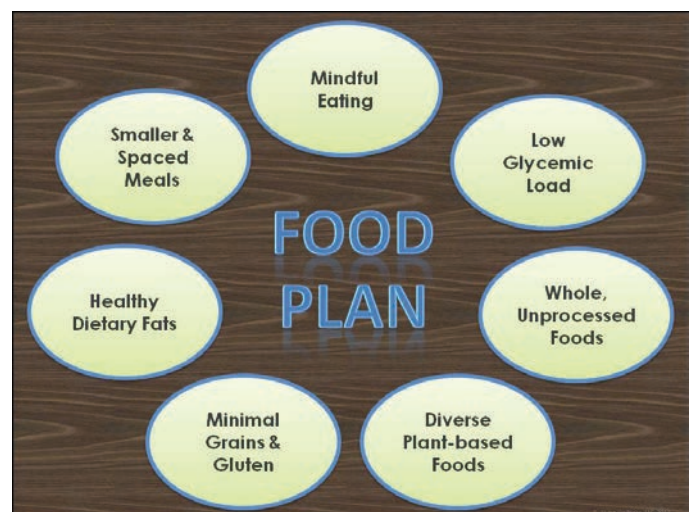 Mindful
Eating
Low
Glycemic
Load
Whole,
Unprocessed
Foods
Diverse
Plant-based
Foods
Minimal
Grains &
Gluten
Healthy
Dietary Fats
Smaller &
Spaced
Meals
FOOD
PLAN